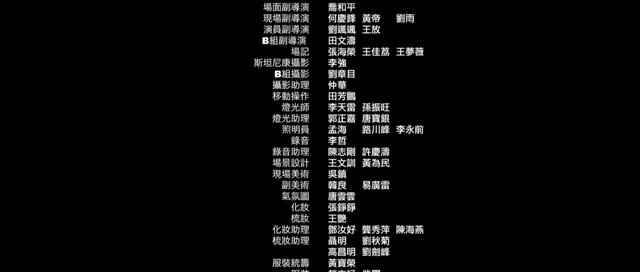 場面副導演 喬和平
現場副導演 何慶鋒 黃帝 劉雨
演員副導演 劉颯颯 王放
B組副導演 田文濤
場記 張海榮 王佳荔 王夢薇
斯坦尼康攝影 李強
B組攝影 劉章目
攝影助理 仲華
移動操作 田芳鵬
燈光師 李天雷 孫振旺
燈光助理 郭正嘉 唐寶銀
照明員 孟海 路川峰 李永前
錄音 李哲
錄音助理 陳志剛 許慶濤
場景設計 王文訓 黃為民
現場美術 吳鎮
副美術 韓良 易廣雷
氣氛圖 唐雲雲
化妝 張錚錚
梳妝 王艷
化妝助理 鄧汝好 龔秀萍 陳海燕
梳妝助理 聶明 劉秋菊
高昌明 劉劍峰
服裝統籌 黃寶榮